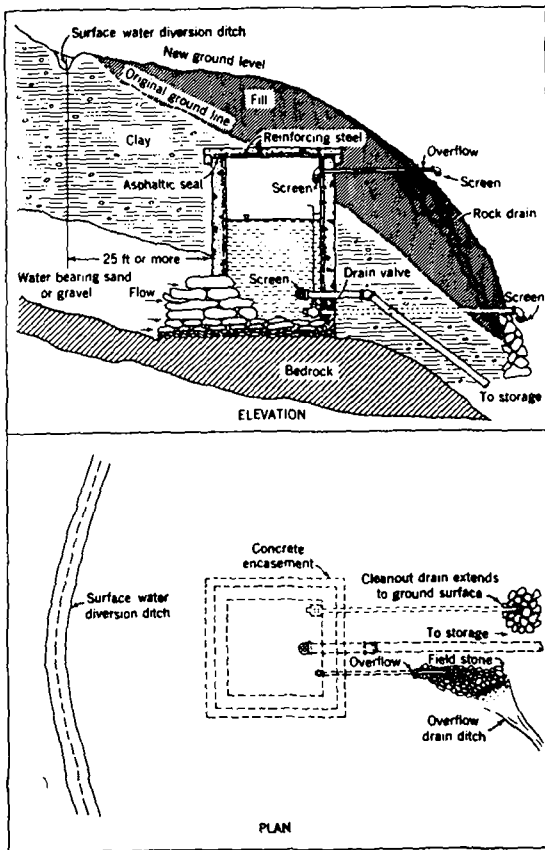 Surface water diversion ditch
New ground level
Original ground line
Fill
Clay
Reinforcing steel
Overflow
Asphaltic seal
Screen
Screen
Rock drain
25 ft or more
Drain valve
Water bearing sand
or gravel
Flow
Screen
Screen
Bedrock
To storage
ELEVATION
Concrete
encasement
Cleanout drain extends
to ground surface
Surface water
diversion ditch
To storage
Overflow
Field stone
Overflow
drain ditch
PLAN